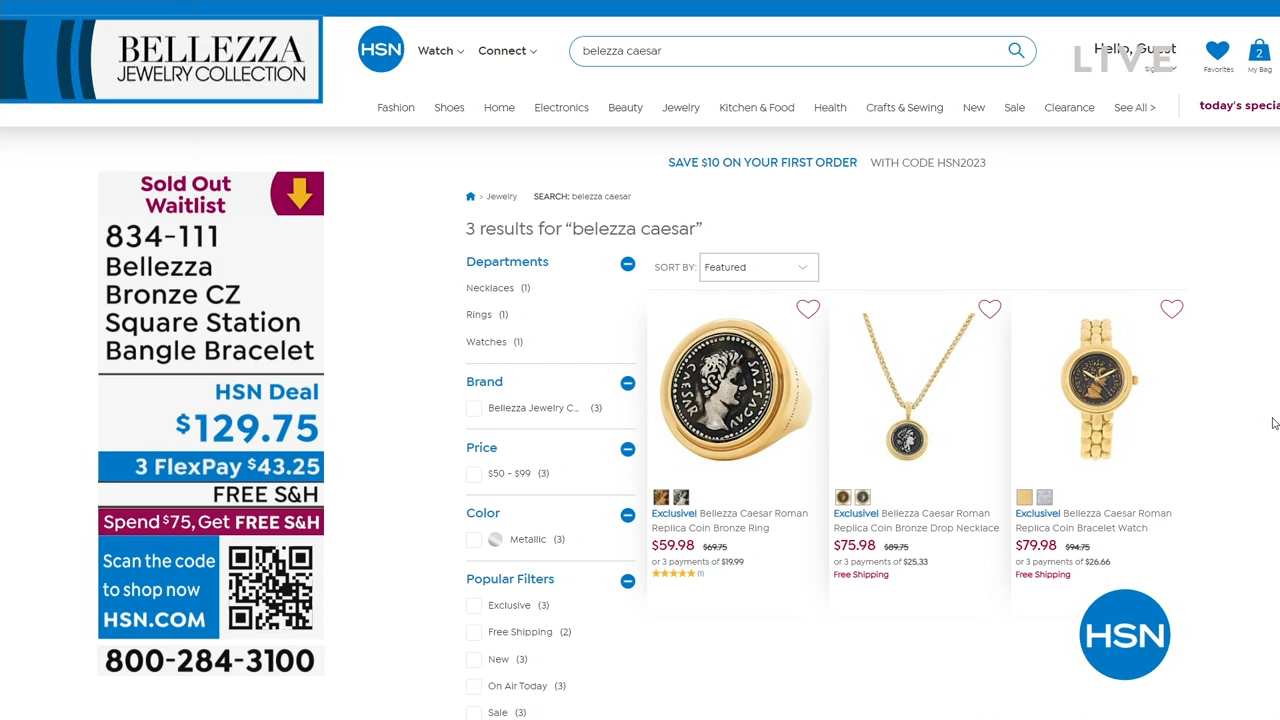 BELLEZZA
JEWELRY COLLECTION
HSN
Watch
Connect
belezza caesar
Hello, Guest
LIVE
Favorites
2
My Bag
Fashion
Shoes
Home
Electronics
Beauty
Jewelry
Kitchen & Food
Health
Crafts & Sewing
New
Sale
Clearance
See All >
today's specia
SAVE $10 ON YOUR FIRST ORDER WITH CODE HSN2023
Sold Out
Waitlist
834-111
Bellezza
Bronze CZ
Square Station
Bangle Bracelet
HSN Deal
$129.75
3 FlexPay $43.25
FREE S&H
Spend $75, Get FREE S&H
Scan the code
to shop now
HSN.COM
800-284-3100
> Jewelry SEARCH: belezza caesar
3 results for “belezza caesar”
Departments
Necklaces (1)
Rings (1)
Watches (1)
Brand
Bellezza Jewelry C... (3)
Price
$50 - $99 (3)
Color
Metallic (3)
Popular Filters
Exclusive (3)
Free Shipping (2)
New (3)
On Air Today (3)
Sale (3)
SORT BY: Featured
CAESAR AVGVSTVS
Exclusive! Bellezza Caesar Roman
Replica Coin Bronze Ring
$59.98 $69.75
or 3 payments of $19.99
(1)
Exclusive! Bellezza Caesar Roman
Replica Coin Bronze Drop Necklace
$75.98 $89.75
or 3 payments of $25.33
Free Shipping
Exclusive! Bellezza Caesar Roman
Replica Coin Bracelet Watch
$79.98 $94.75
or 3 payments of $26.66
Free Shipping
HSN